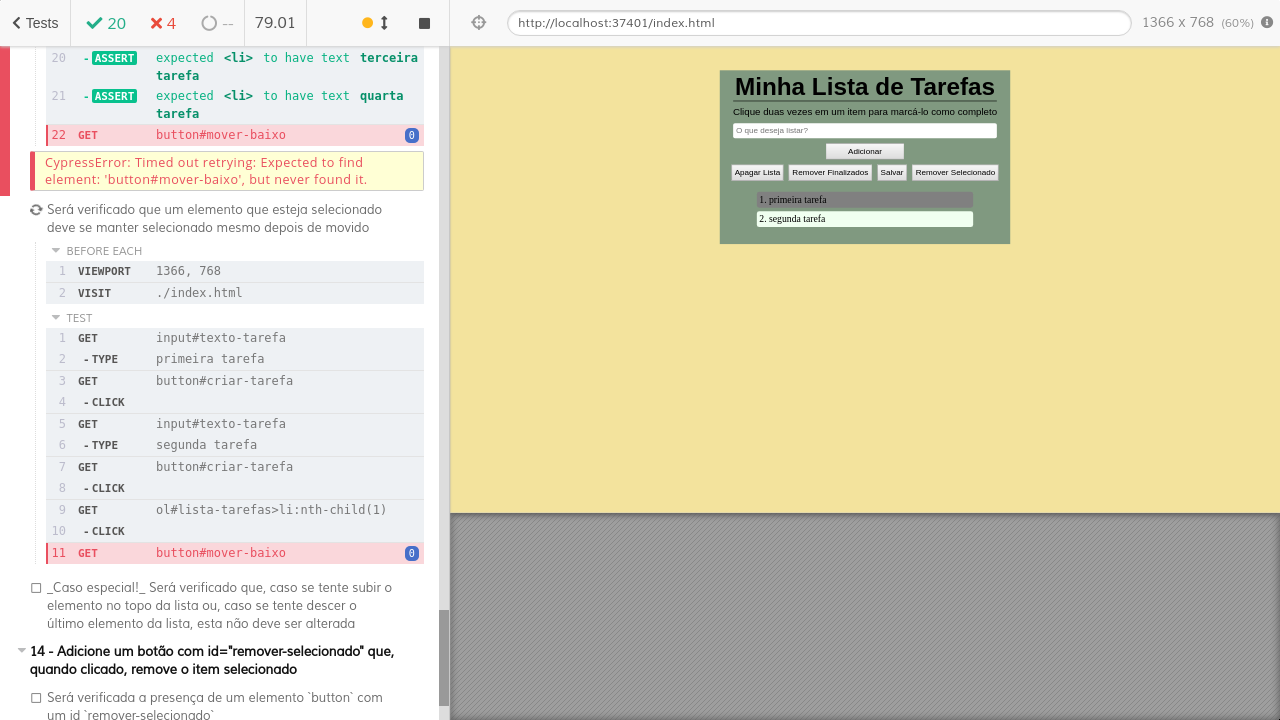 Tests
20
4
--
79.01
http://localhost:37401/index.html
1366 x 768 (60%)
20 - ASSERT expected <li> to have text terceira
tarefa
21 - ASSERT expected <li> to have text quarta
tarefa
22 GET button#mover-baixo 0
CypressError: Timed out retrying: Expected to find
element: 'button#mover-baixo', but never found it.
Será verificado que um elemento que esteja selecionado
deve se manter selecionado mesmo depois de movido
BEFORE EACH
1 VIEWPORT 1366, 768
2 VISIT ./index.html
TEST
1 GET input#texto-tarefa
2 - TYPE primeira tarefa
3 GET button#criar-tarefa
4 - CLICK
5 GET input#texto-tarefa
6 - TYPE segunda tarefa
7 GET button#criar-tarefa
8 - CLICK
9 GET ol#lista-tarefas>li:nth-child(1)
10 - CLICK
11 GET button#mover-baixo 0
_Caso especial!_ Será verificado que, caso se tente subir o
elemento no topo da lista ou, caso se tente descer o
último elemento da lista, esta não deve ser alterada
14 - Adicione um botão com id="remover-selecionado" que,
quando clicado, remove o item selecionado
Será verificada a presença de um elemento `button` com
um id `remover-selecionado`
Minha Lista de Tarefas
Clique duas vezes em um item para marcá-lo como completo
O que deseja listar?
Adicionar
Apagar Lista Remover Finalizados Salvar Remover Selecionado
1. primeira tarefa
2. segunda tarefa